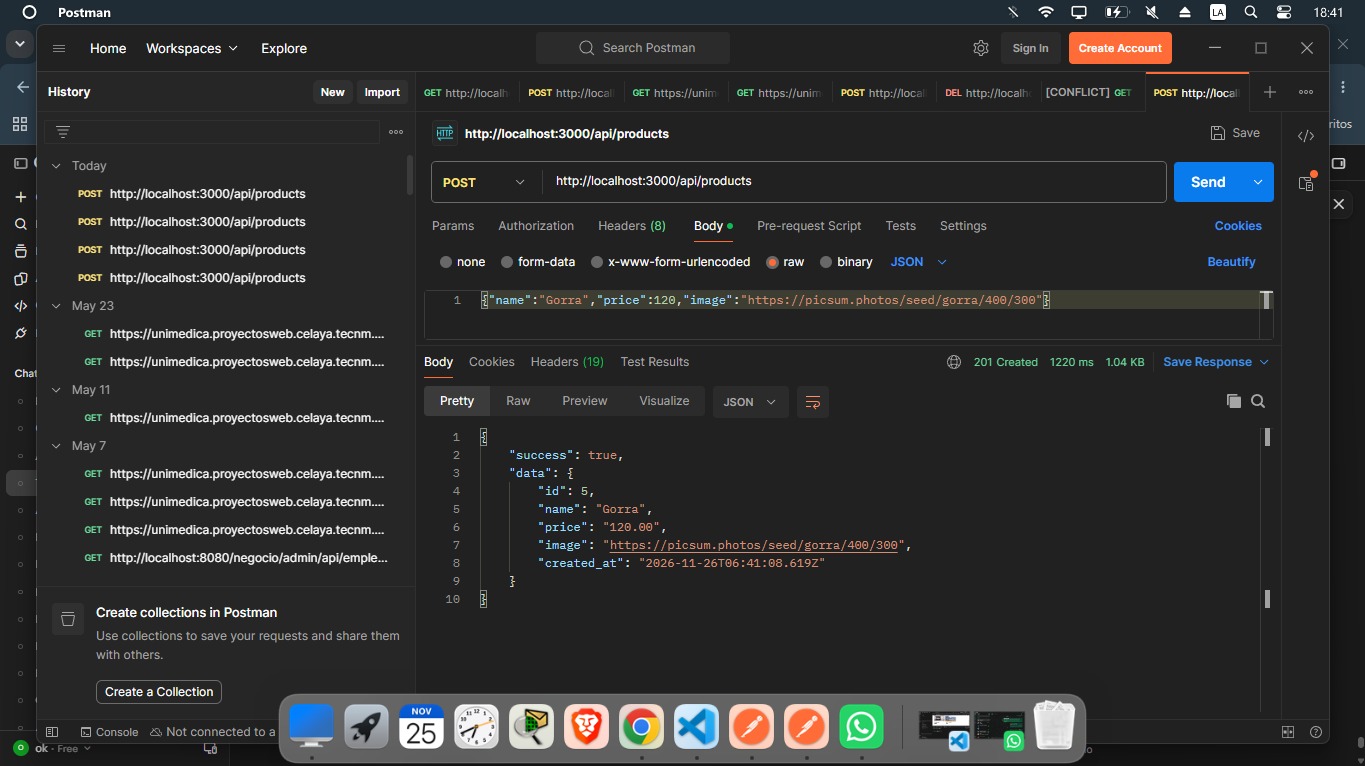 Postman
LA
18:41
Home
Workspaces
Explore
Search Postman
Sign In
Create Account
History
New
Import
GET http://localh
POST http://local
GET https://unim
GET https://unim
POST http://local
DEL http://localh
[CONFLICT] GET
POST http://local
HTTP
http://localhost:3000/api/products
Save
ritos
Today
POST http://localhost:3000/api/products
POST http://localhost:3000/api/products
POST http://localhost:3000/api/products
POST http://localhost:3000/api/products
May 23
GET https://unimedica.proyectosweb.celaya.tecnm....
GET https://unimedica.proyectosweb.celaya.tecnm....
May 11
GET https://unimedica.proyectosweb.celaya.tecnm....
May 7
GET https://unimedica.proyectosweb.celaya.tecnm....
GET https://unimedica.proyectosweb.celaya.tecnm....
GET https://unimedica.proyectosweb.celaya.tecnm....
GET http://localhost:8080/negocio/admin/api/emple...
Chat
Create collections in Postman
Use collections to save your requests and share them
with others.
Create a Collection
POST
http://localhost:3000/api/products
Send
Params
Authorization
Headers (8)
Body
Pre-request Script
Tests
Settings
Cookies
none
form-data
x-www-form-urlencoded
raw
binary
JSON
Beautify
1 {"name":"Gorra","price":120,"image":"https://picsum.photos/seed/gorra/400/300"}
Body
Cookies
Headers (19)
Test Results
201 Created
1220 ms
1.04 KB
Save Response
Pretty
Raw
Preview
Visualize
JSON
1 {
2 "success": true,
3 "data": {
4 "id": 5,
5 "name": "Gorra",
6 "price": "120.00",
7 "image": "https://picsum.photos/seed/gorra/400/300",
8 "created_at": "2026-11-26T06:41:08.619Z"
9 }
10 }
Console
Not connected to a
ok · Free
NOV
25